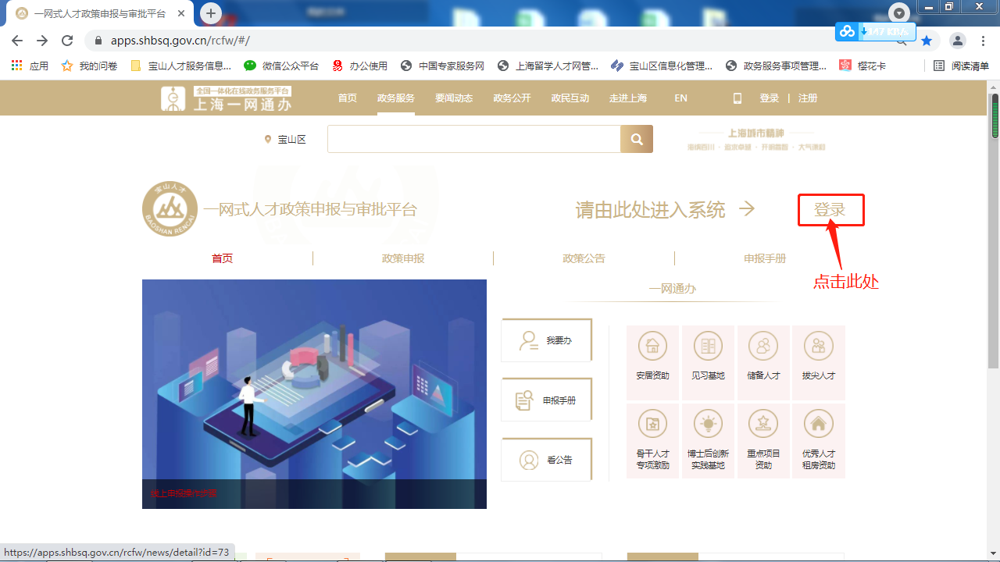 一网式人才政策申报与审批平台
147 KB/s
apps.shbsq.gov.cn/rcfw/#/
应用 我的问卷 宝山人才服务信息... 微信公众平台 办公使用 中国专家服务网 上海留学人才网管... 宝山区信息化管理... 政务服务事项管理... 樱花卡 阅读清单
全国一体化在线政务服务平台
上海一网通办
首页 政务服务 要闻动态 政务公开 政民互动 走进上海 EN 登录 | 注册
宝山区
上海城市精神
海纳百川 · 追求卓越 · 开明睿智 · 大气谦和
宝山人才
BAOSHAN RENCAI
一网式人才政策申报与审批平台
请由此处进入系统 →
登录
点击此处
首页 政策申报 政策公告 申报手册
一网通办
我要办
申报手册
看公告
安居资助 见习基地 储备人才 拔尖人才
骨干人才专项激励 博士后创新实践基地 重点项目资助 优秀人才租房资助
https://apps.shbsq.gov.cn/rcfw/news/detail?id=73